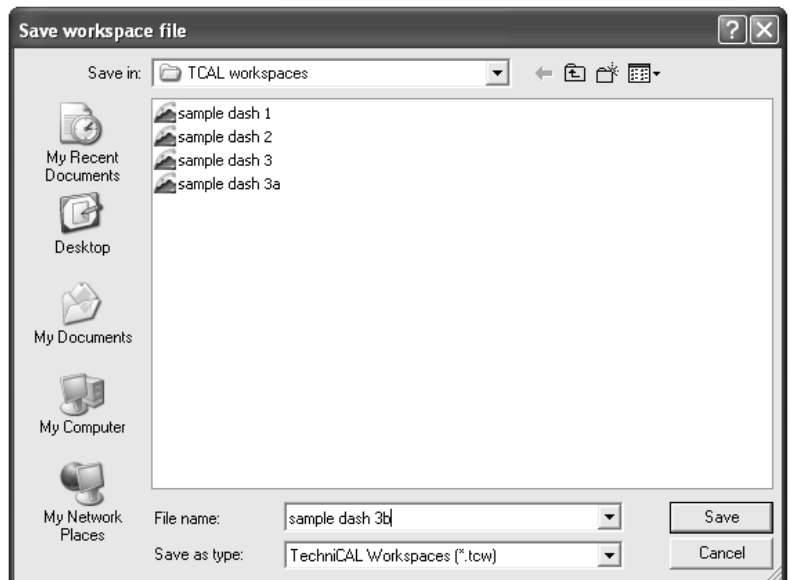 Save workspace file
Save in: TCAL workspaces
sample dash 1
sample dash 2
sample dash 3
sample dash 3a
My Recent
Documents
Desktop
My Documents
My Computer
My Network
Places
File name: sample dash 3b Save
Save as type: TechniCAL Workspaces (*.tcw) Cancel